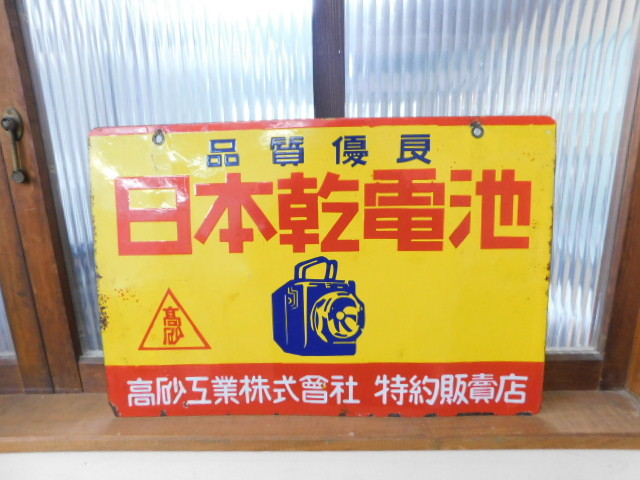 品質優良
日本乾電池
高砂
高砂工業株式會社 特約販賣店